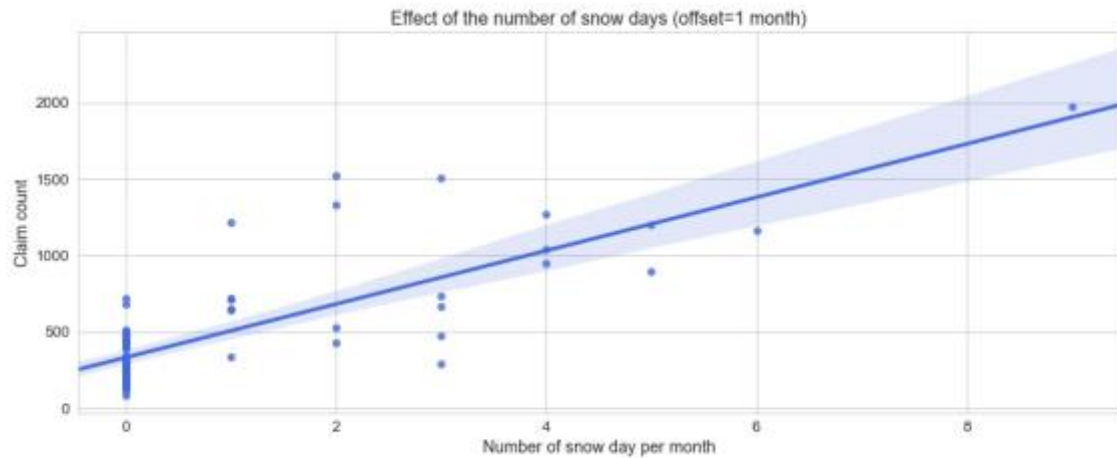 Effect of the number of snow days (offset=1 month)
2000
1500
1000
500
0
Claim count
0 2 4 6 8
Number of snow day per month